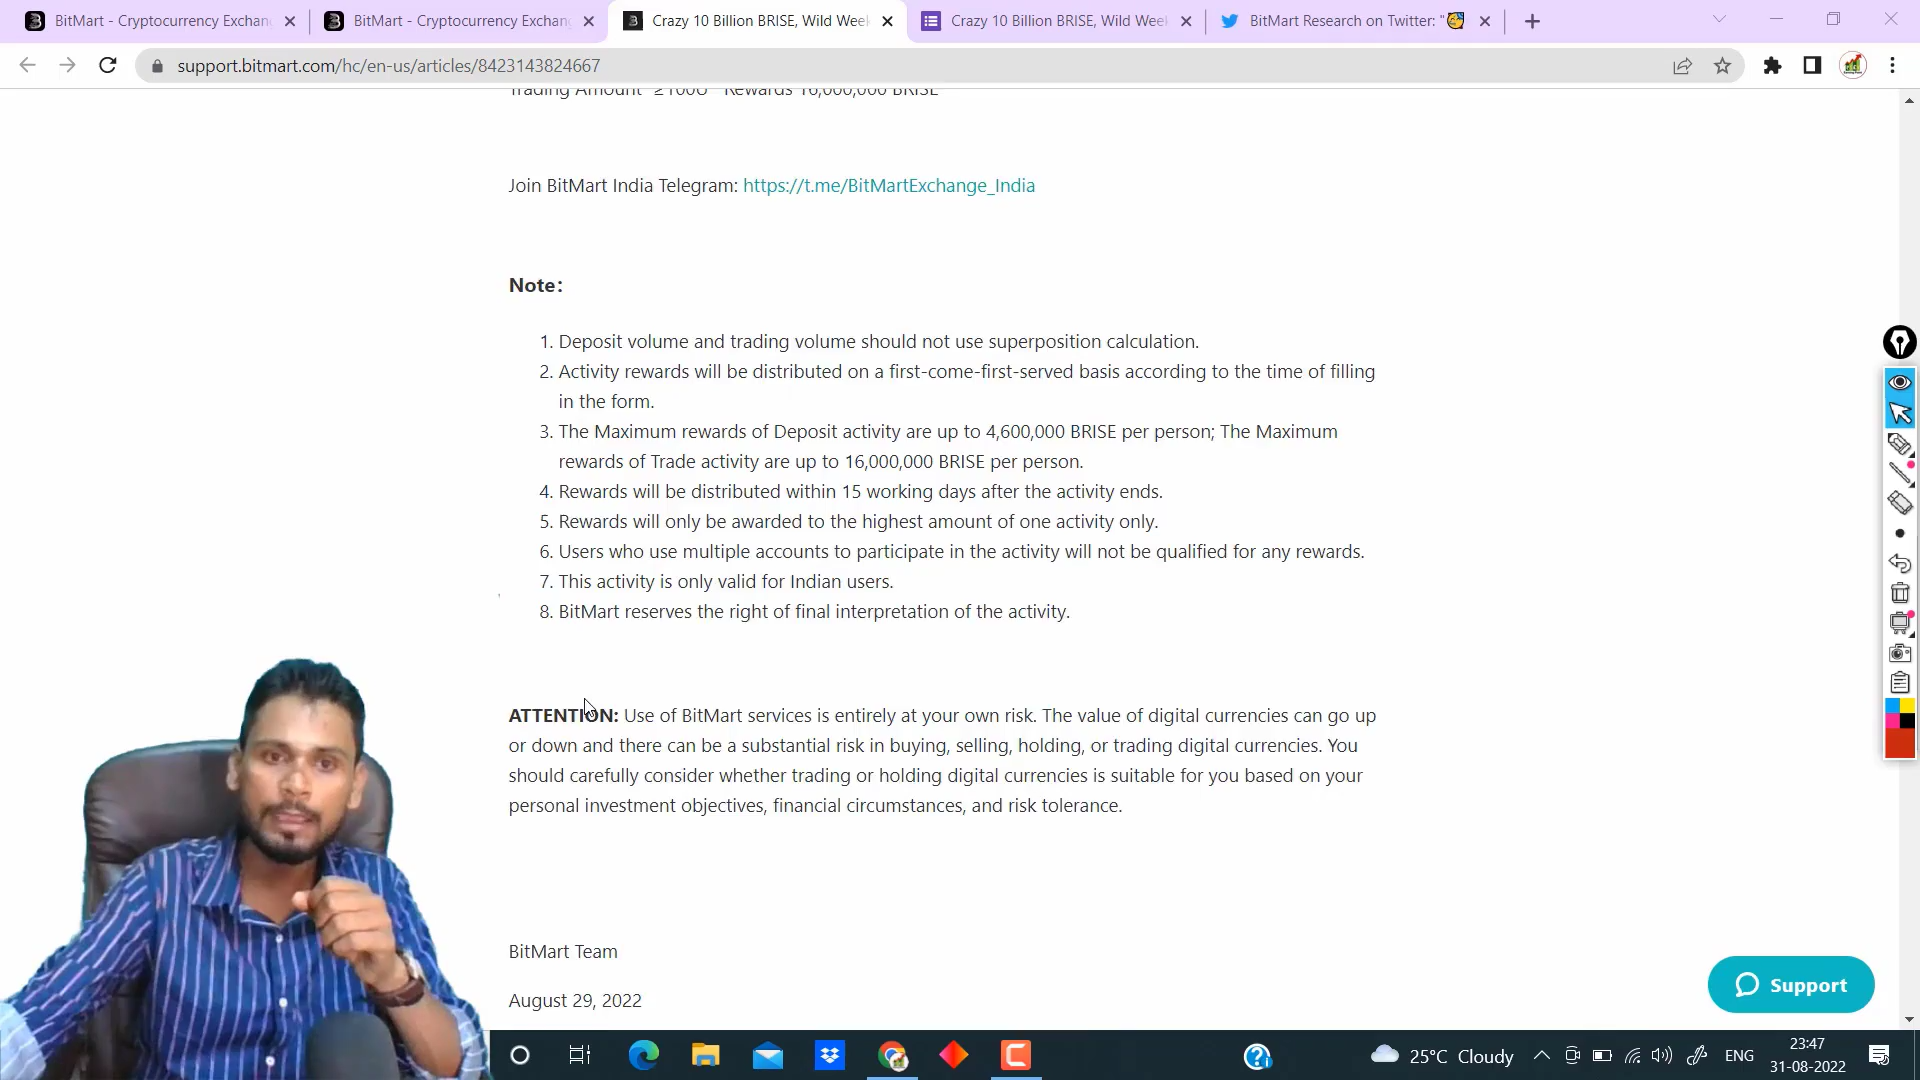 BitMart - Cryptocurrency Exchan
BitMart - Cryptocurrency Exchang
Crazy 10 Billion BRISE, Wild Week
Crazy 10 Billion BRISE, Wild Week
BitMart Research on Twitter: "🥳
support.bitmart.com/hc/en-us/articles/8423143824667
Trading Amount ≥1000 Rewards 16,000,000 BRISE
Join BitMart India Telegram: https://t.me/BitMartExchange_India
Note:
1. Deposit volume and trading volume should not use superposition calculation.
2. Activity rewards will be distributed on a first-come-first-served basis according to the time of filling
in the form.
3. The Maximum rewards of Deposit activity are up to 4,600,000 BRISE per person; The Maximum
rewards of Trade activity are up to 16,000,000 BRISE per person.
4. Rewards will be distributed within 15 working days after the activity ends.
5. Rewards will only be awarded to the highest amount of one activity only.
6. Users who use multiple accounts to participate in the activity will not be qualified for any rewards.
7. This activity is only valid for Indian users.
8. BitMart reserves the right of final interpretation of the activity.
ATTENTION: Use of BitMart services is entirely at your own risk. The value of digital currencies can go up
or down and there can be a substantial risk in buying, selling, holding, or trading digital currencies. You
should carefully consider whether trading or holding digital currencies is suitable for you based on your
personal investment objectives, financial circumstances, and risk tolerance.
BitMart Team
August 29, 2022
Support
25°C Cloudy
ENG
23:47
31-08-2022